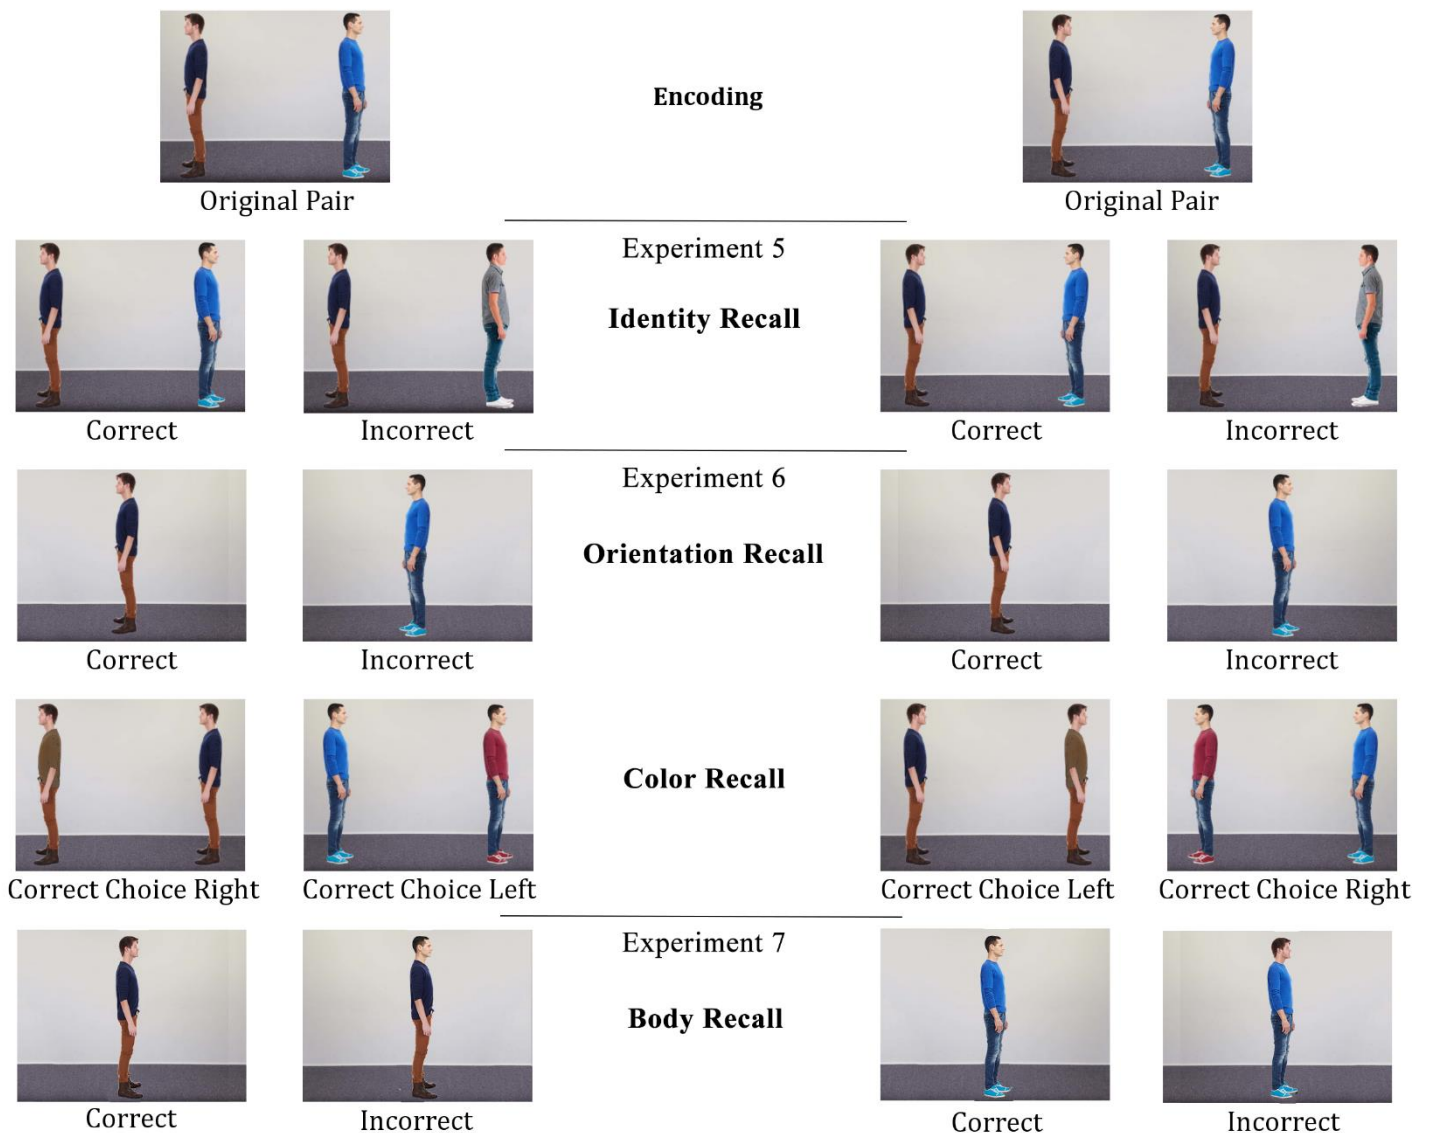 Encoding
Original Pair
Original Pair
Experiment 5
Identity Recall
Correct
Incorrect
Correct
Incorrect
Experiment 6
Orientation Recall
Correct
Incorrect
Correct
Incorrect
Color Recall
Correct Choice Right
Correct Choice Left
Correct Choice Left
Correct Choice Right
Experiment 7
Body Recall
Correct
Incorrect
Correct
Incorrect